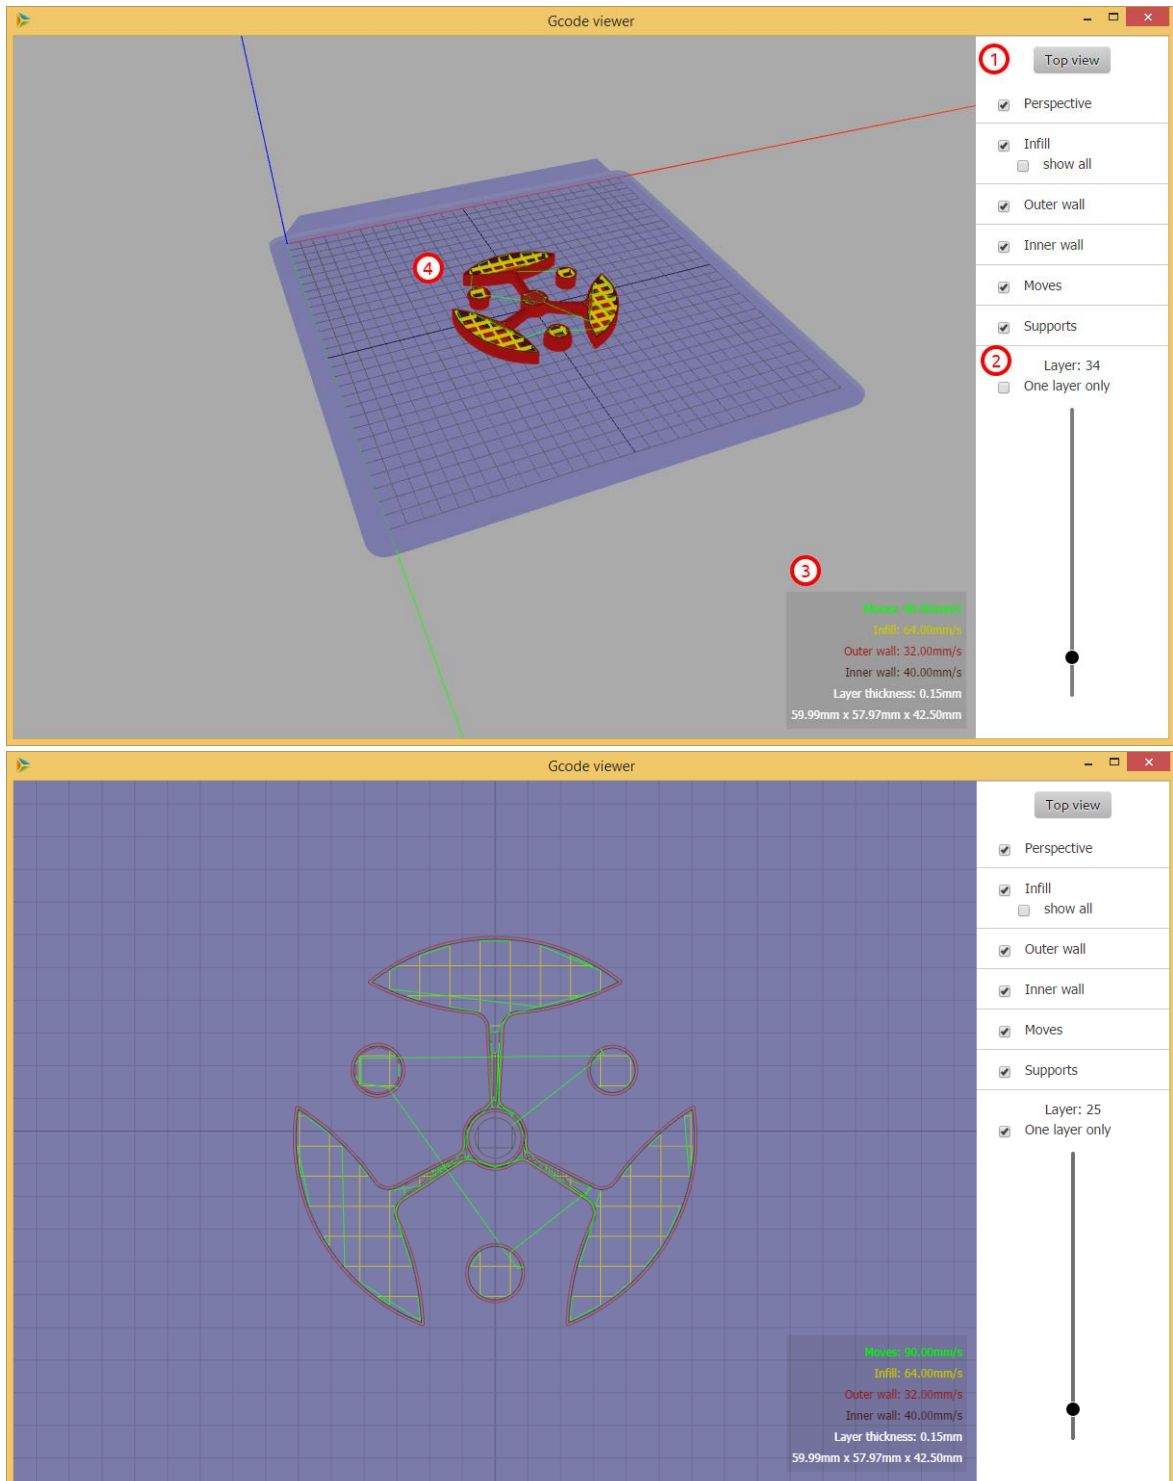 Gcode viewer
1
Top view
Perspective
Infill
show all
Outer wall
Inner wall
Moves
Supports
2
Layer: 34
One layer only
4
3
Moves: 90.00mm/s
Infill: 64.00mm/s
Outer wall: 32.00mm/s
Inner wall: 40.00mm/s
Layer thickness: 0.15mm
59.99mm x 57.97mm x 42.50mm
Gcode viewer
Top view
Perspective
Infill
show all
Outer wall
Inner wall
Moves
Supports
Layer: 25
One layer only
Moves: 90.00mm/s
Infill: 64.00mm/s
Outer wall: 32.00mm/s
Inner wall: 40.00mm/s
Layer thickness: 0.15mm
59.99mm x 57.97mm x 42.50mm